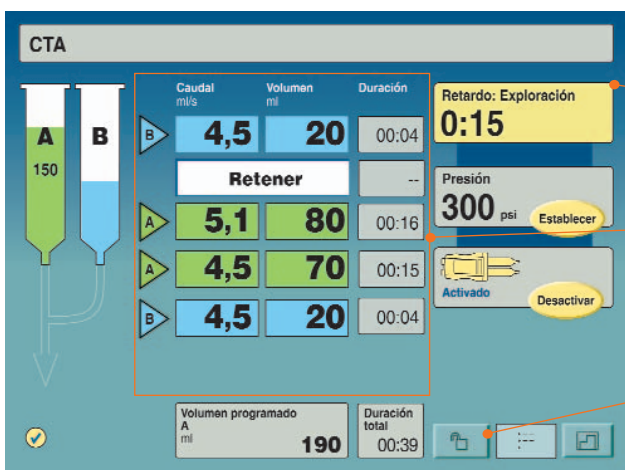 CTA
Caudal Volumen Duración
ml/s ml
A B
150
B 4,5 20 00:04
Retener --
A 5,1 80 00:16
A 4,5 70 00:15
B 4,5 20 00:04
Retardo: Exploración
0:15
Presión
300 psi Establecer
Activado Desactivar
Volumen programado
A
ml 190
Duración
total
00:39